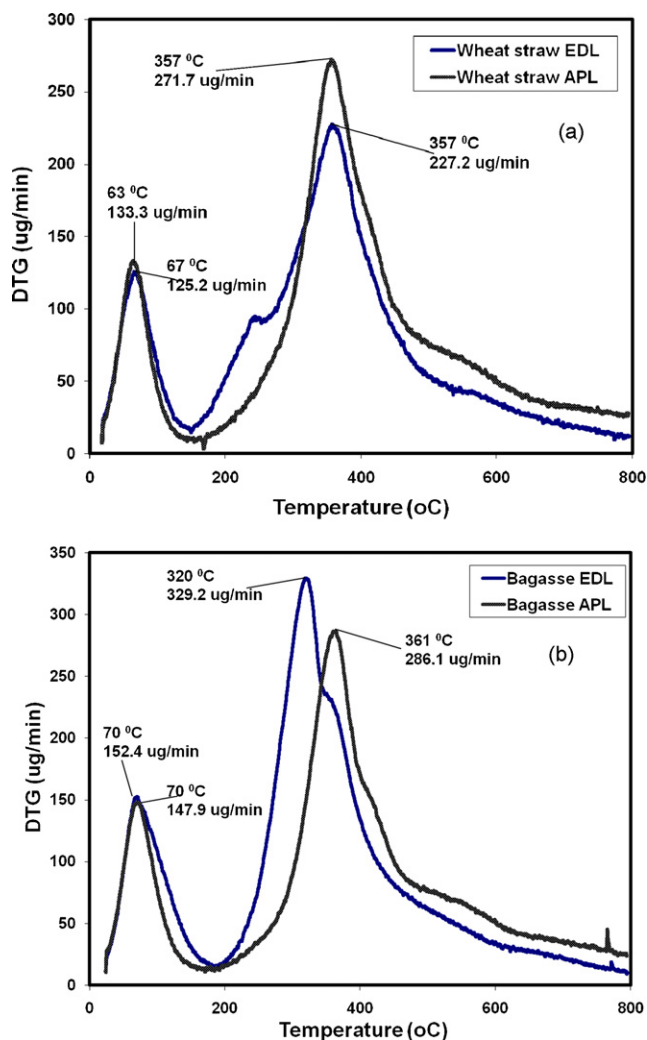 300
250
200
150
100
50
0
DTG (ug/min)
357 ⁰C
271.7 ug/min
Wheat straw EDL
Wheat straw APL
(a)
357 ⁰C
227.2 ug/min
63 ⁰C
133.3 ug/min
67 ⁰C
125.2 ug/min
0 200 400 600 800
Temperature (oC)
350
300
250
200
150
100
50
0
DTG (ug/min)
320 ⁰C
329.2 ug/min
Bagasse EDL
Bagasse APL
361 ⁰C
286.1 ug/min
(b)
70 ⁰C
152.4 ug/min
70 ⁰C
147.9 ug/min
0 200 400 600 800
Temperature (oC)